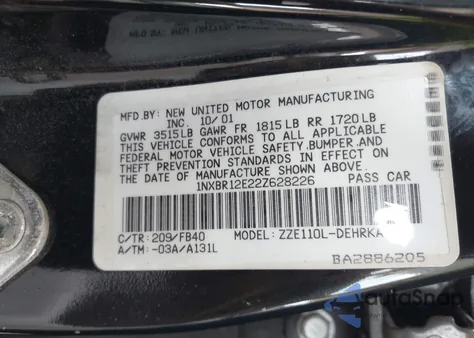 MFD.BY: NEW UNITED MOTOR MANUFACTURING
INC. 10/01
GVWR 3515LB GAWR FR 1815LB RR 1720LB
THIS VEHICLE CONFORMS TO ALL APPLICABLE
FEDERAL MOTOR VEHICLE SAFETY,BUMPER,AND
THEFT PREVENTION STANDARDS IN EFFECT ON
THE DATE OF MANUFACTURE SHOWN ABOVE.
1NXBR12E22Z628226 PASS CAR
C/TR: 209/FB40 MODEL: ZZE110L-DEHRKA
A/TM: -03A/A131L
BA2886205
autoSnap